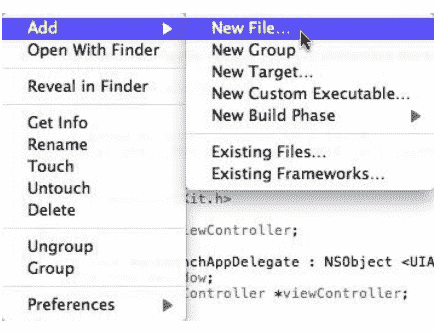 Add
Open With Finder
Reveal in Finder
Get Info
Rename
Touch
Untouch
Delete
Ungroup
Group
Preferences
New File...
New Group
New Target...
New Custom Executable...
New Build Phase
Existing Files...
Existing Frameworks...
Kit.h>
ewController;
nchAppDelegate : NSObject <UIA
dow;
Controller *viewController;